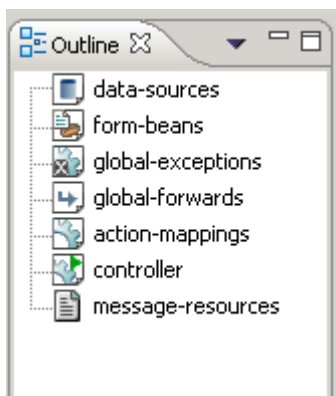 Outline
data-sources
form-beans
global-exceptions
global-forwards
action-mappings
controller
message-resources